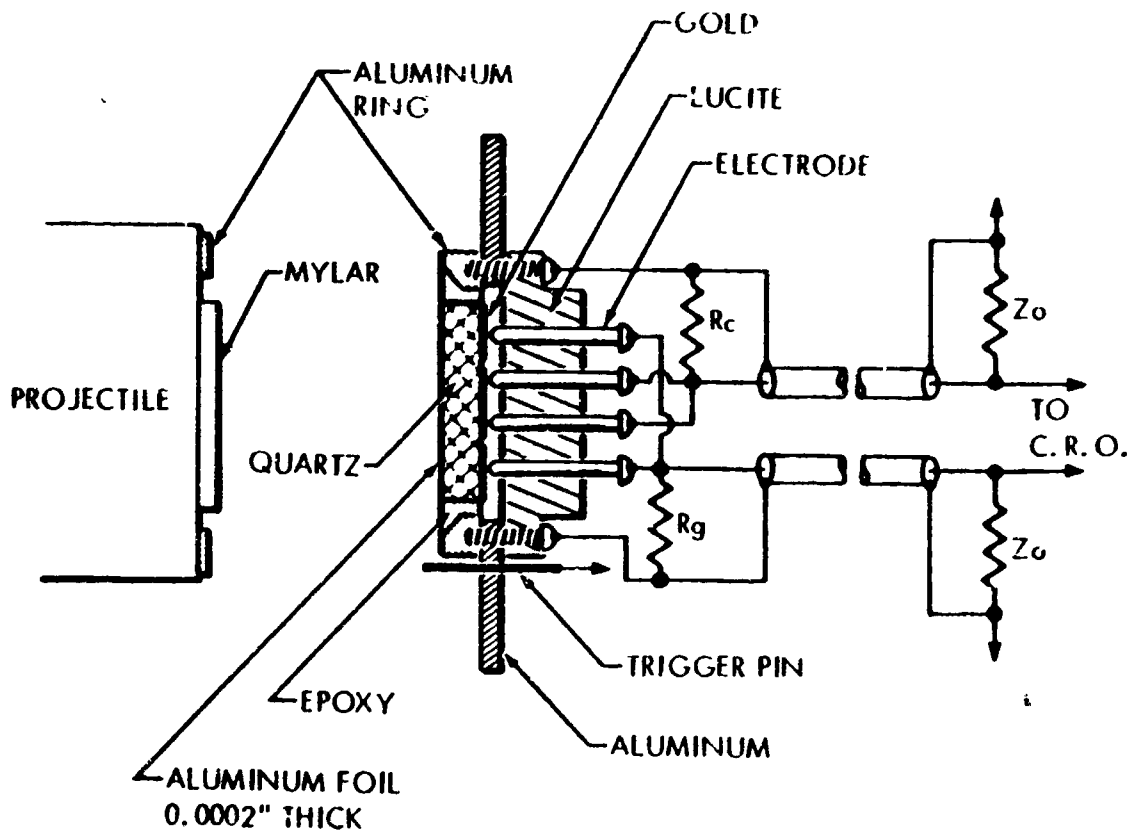 GOLD
ALUMINUM
RING
LUCITE
ELECTRODE
MYLAR
Rc
Zo
PROJECTILE
TO
C. R. O.
QUARTZ
Rg
Zo
TRIGGER PIN
EPOXY
ALUMINUM
ALUMINUM FOIL
0.0002" THICK